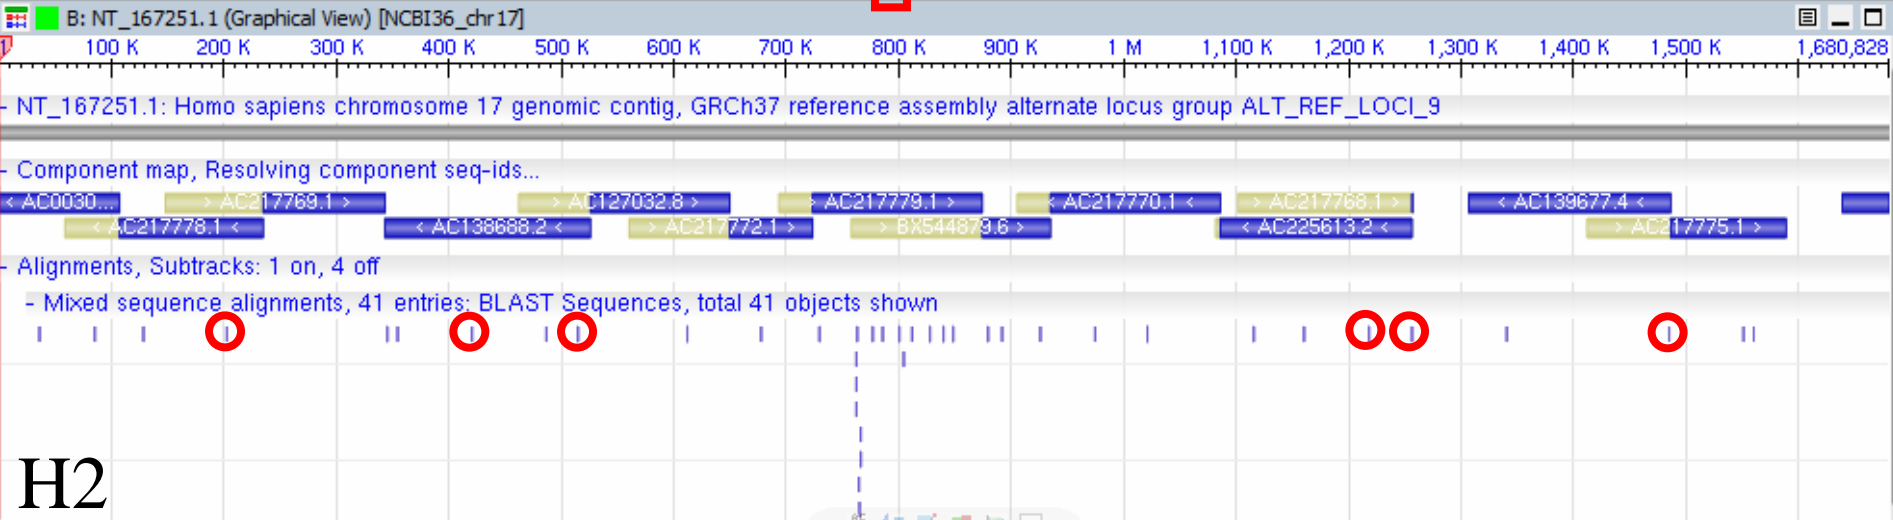 B: NT_167251.1 (Graphical View) [NCBI36_chr17]
1 100 K 200 K 300 K 400 K 500 K 600 K 700 K 800 K 900 K 1 M 1,100 K 1,200 K 1,300 K 1,400 K 1,500 K 1,680,828
- NT_167251.1: Homo sapiens chromosome 17 genomic contig, GRCh37 reference assembly alternate locus group ALT_REF_LOCI_9
- Component map, Resolving component seq-ids...
< AC0030... > AC217769.1 > > AC127032.8 > > AC217779.1 > < AC217770.1 < > AC217768.1 > < AC139677.4 <
< AC217778.1 < < AC138688.2 < > AC217772.1 > > BX544879.6 > < AC225613.2 < > AC217775.1 >
- Alignments, Subtracks: 1 on, 4 off
- Mixed sequence alignments, 41 entries: BLAST Sequences, total 41 objects shown
H2